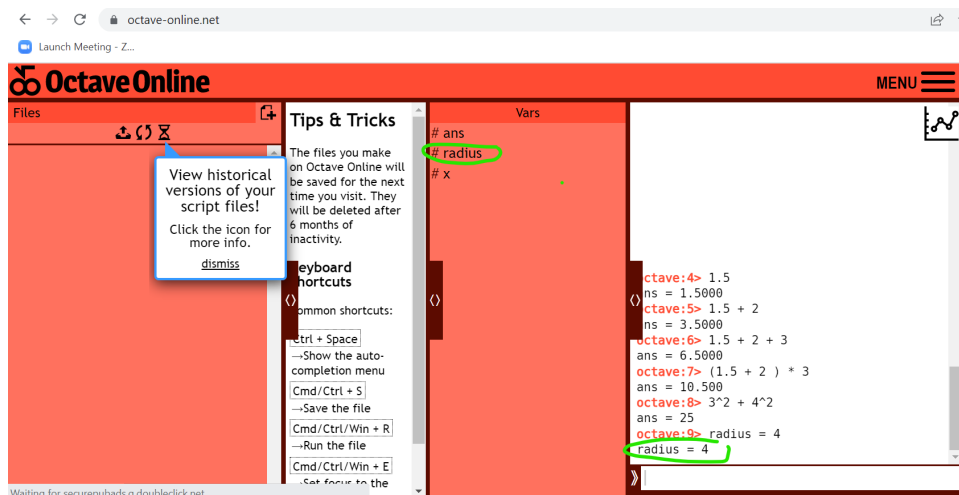 octave-online.net
Launch Meeting - Z...
Octave Online
MENU
Files
View historical
versions of your
script files!
Click the icon for
more info.
dismiss
Tips & Tricks
The files you make
on Octave Online will
be saved for the next
time you visit. They
will be deleted after
6 months of
inactivity.
eyboard
hortcuts
ommon shortcuts:
Ctrl + Space
→Show the auto-
completion menu
Cmd/Ctrl + S
→Save the file
Cmd/Ctrl/Win + R
→Run the file
Cmd/Ctrl/Win + E
→Set focus to the
Vars
# ans
# radius
# x
octave:4> 1.5
ns = 1.5000
octave:5> 1.5 + 2
ns = 3.5000
octave:6> 1.5 + 2 + 3
ans = 6.5000
octave:7> (1.5 + 2 ) * 3
ans = 10.500
octave:8> 3^2 + 4^2
ans = 25
octave:9> radius = 4
radius = 4
Waiting for securepubads.g.doubleclick.net